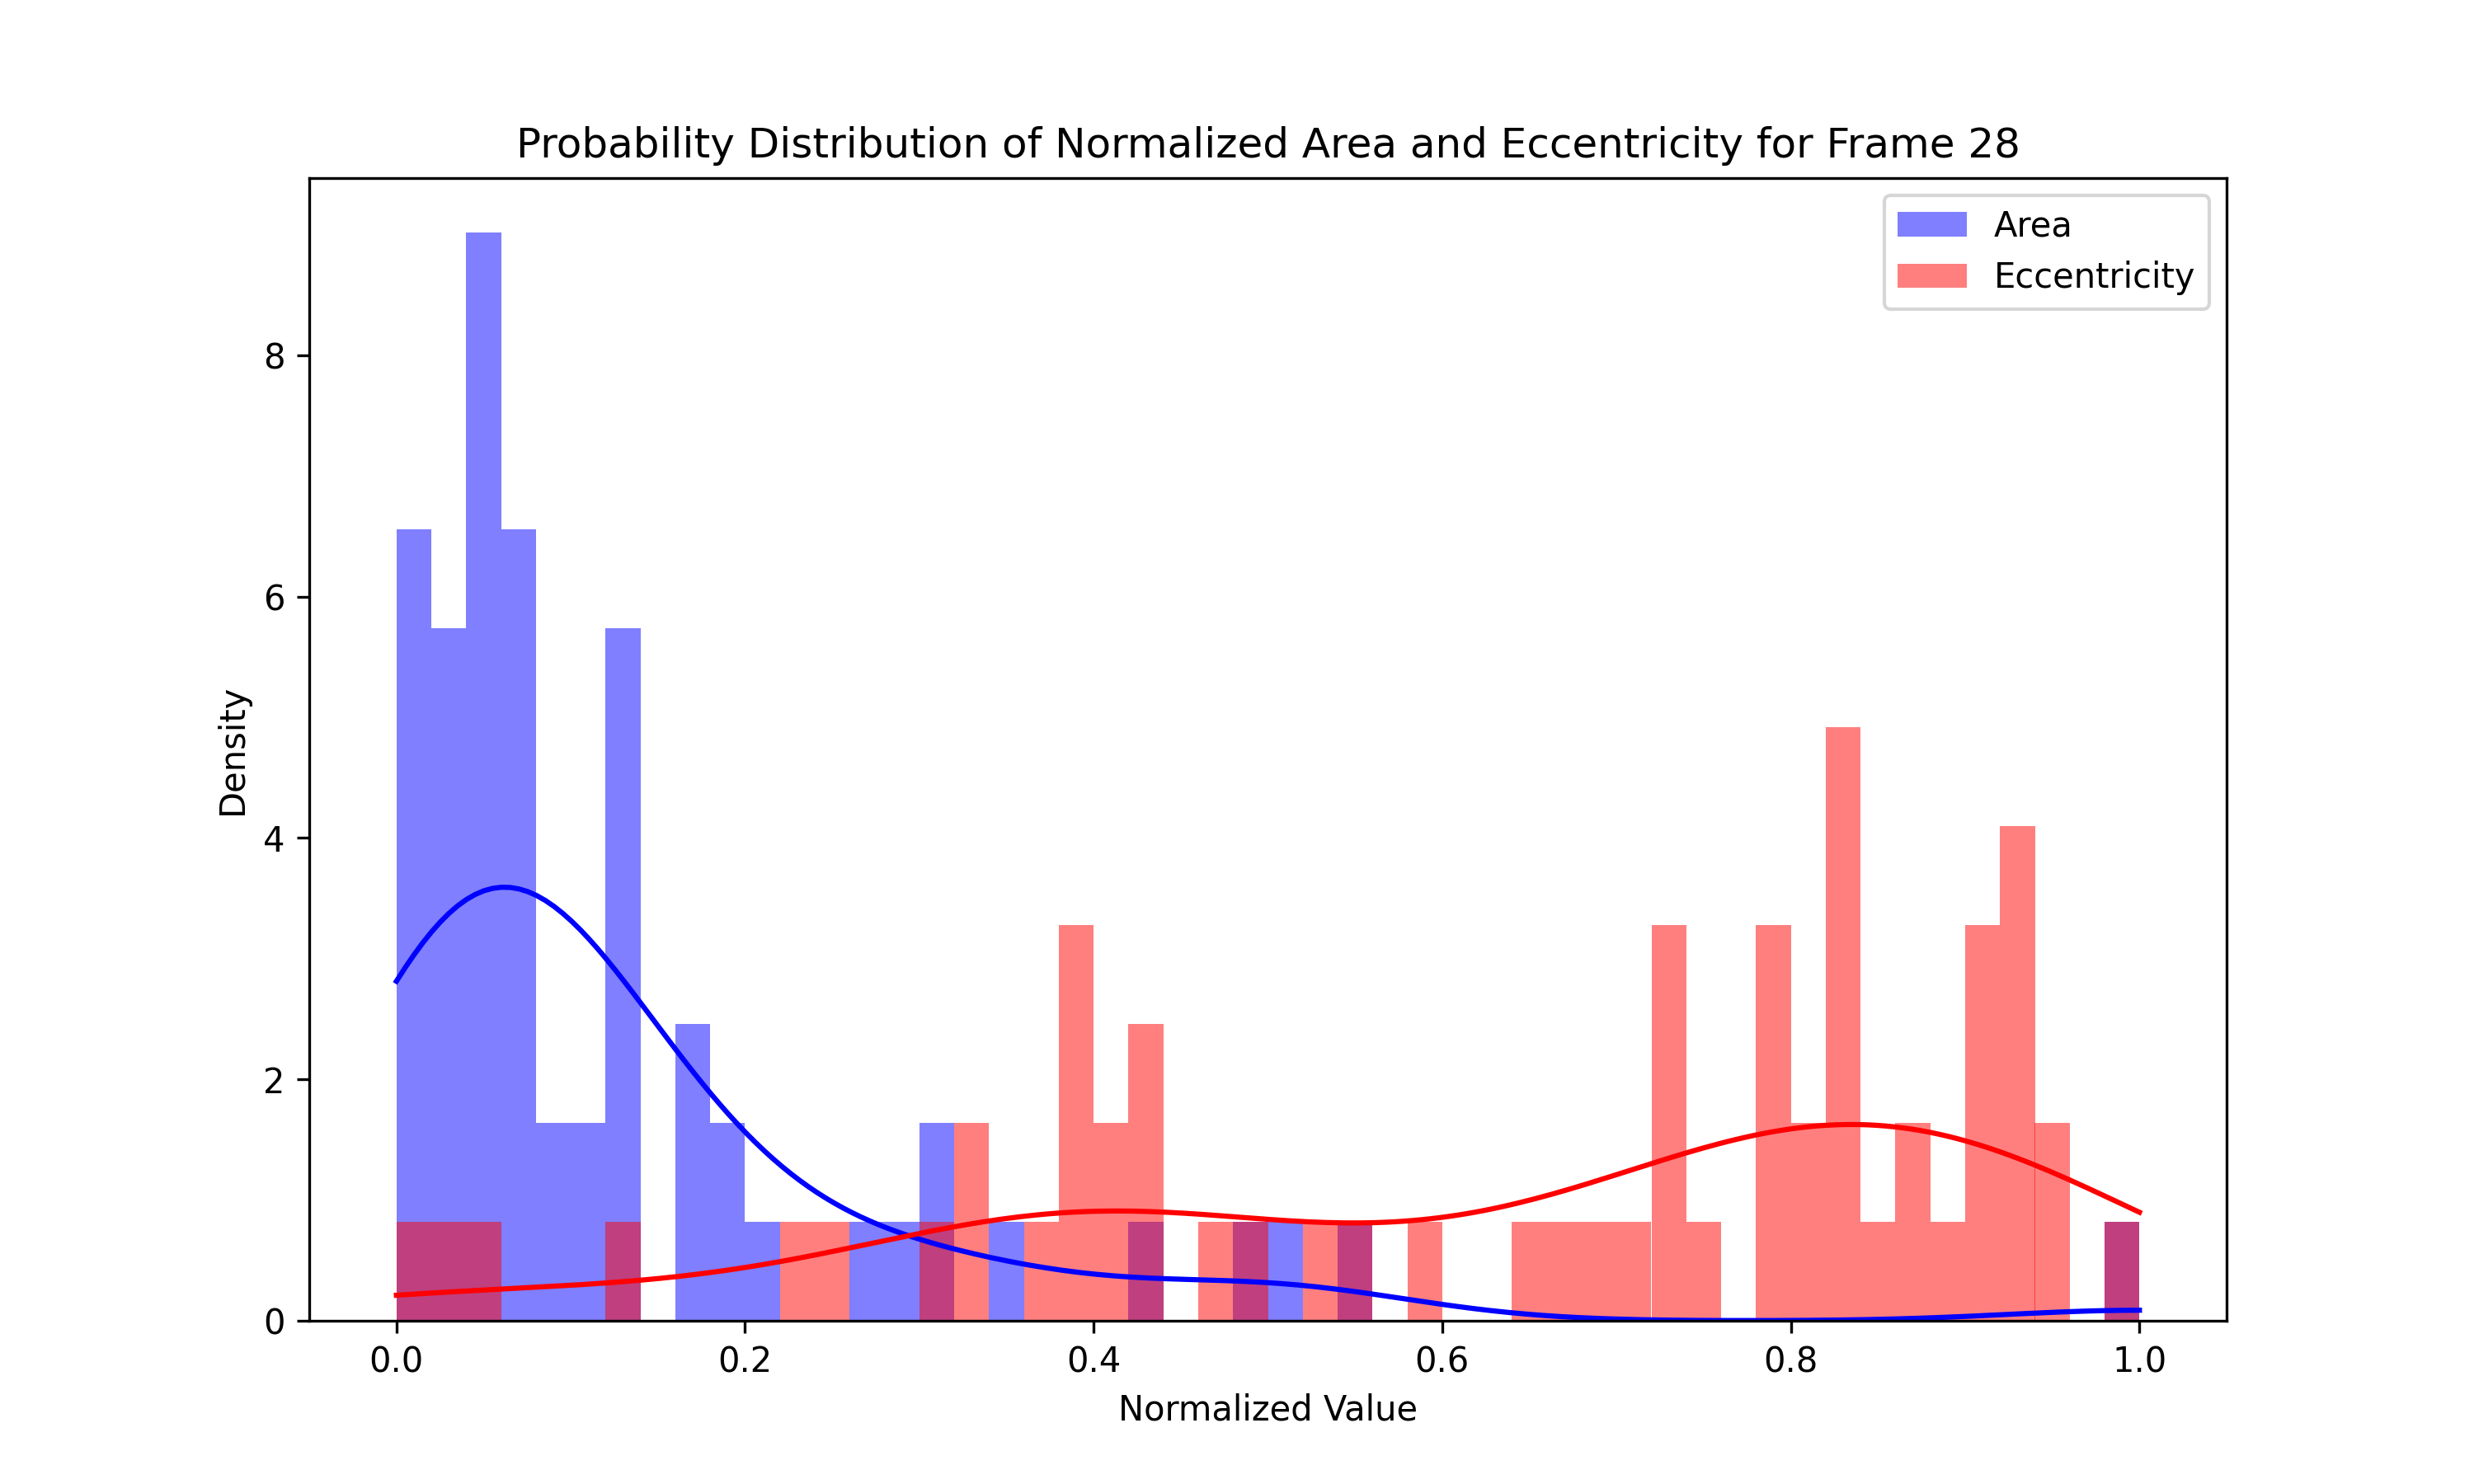 Probability Distribution of Normalized Area and Eccentricity for Frame 28
Area
Eccentricity
8
6
4
2
0
Density
0.0 0.2 0.4 0.6 0.8 1.0
Normalized Value